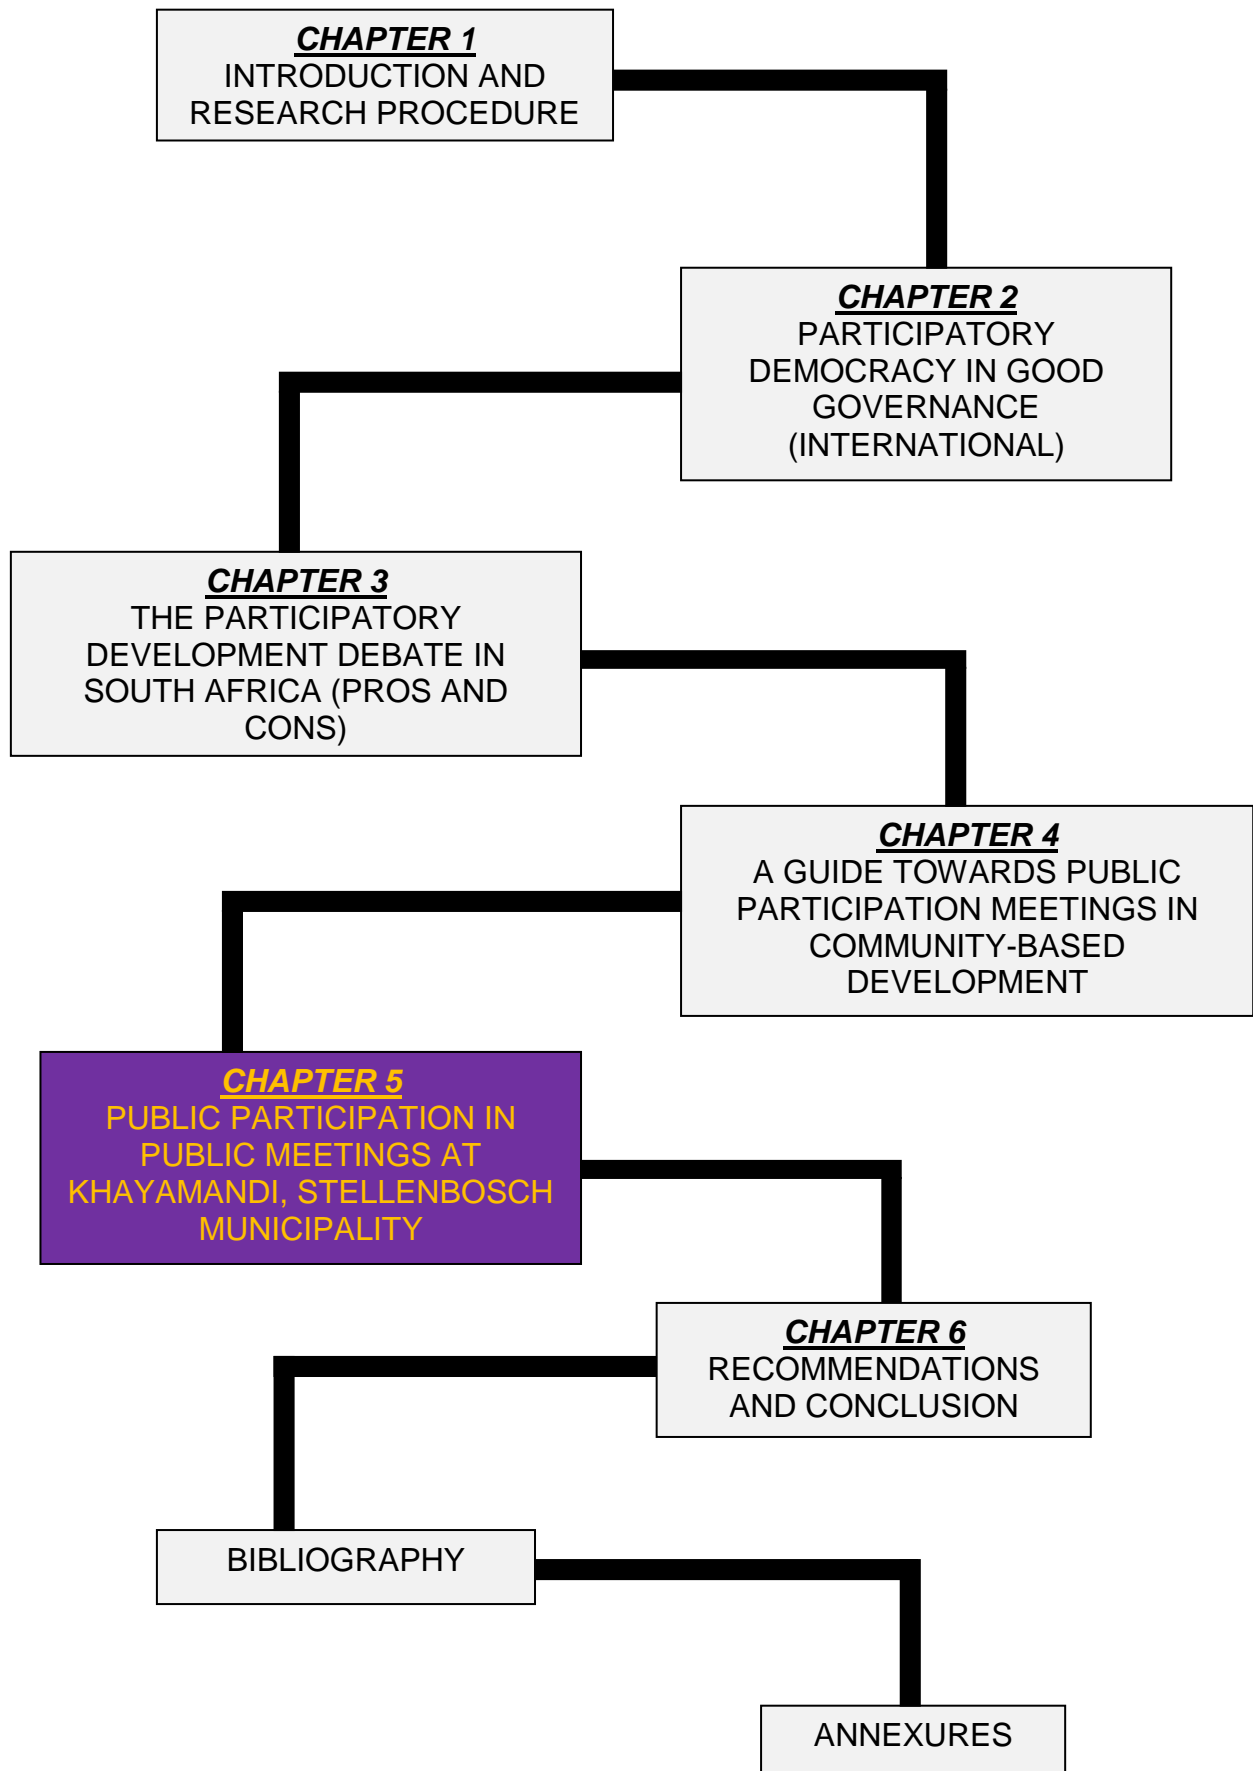 CHAPTER 1
INTRODUCTION AND
RESEARCH PROCEDURE
CHAPTER 2
PARTICIPATORY
DEMOCRACY IN GOOD
GOVERNANCE
(INTERNATIONAL)
CHAPTER 3
THE PARTICIPATORY
DEVELOPMENT DEBATE IN
SOUTH AFRICA (PROS AND
CONS)
CHAPTER 4
A GUIDE TOWARDS PUBLIC
PARTICIPATION MEETINGS IN
COMMUNITY-BASED
DEVELOPMENT
CHAPTER 5
PUBLIC PARTICIPATION IN
PUBLIC MEETINGS AT
KHAYAMANDI, STELLENBOSCH
MUNICIPALITY
CHAPTER 6
RECOMMENDATIONS
AND CONCLUSION
BIBLIOGRAPHY
ANNEXURES